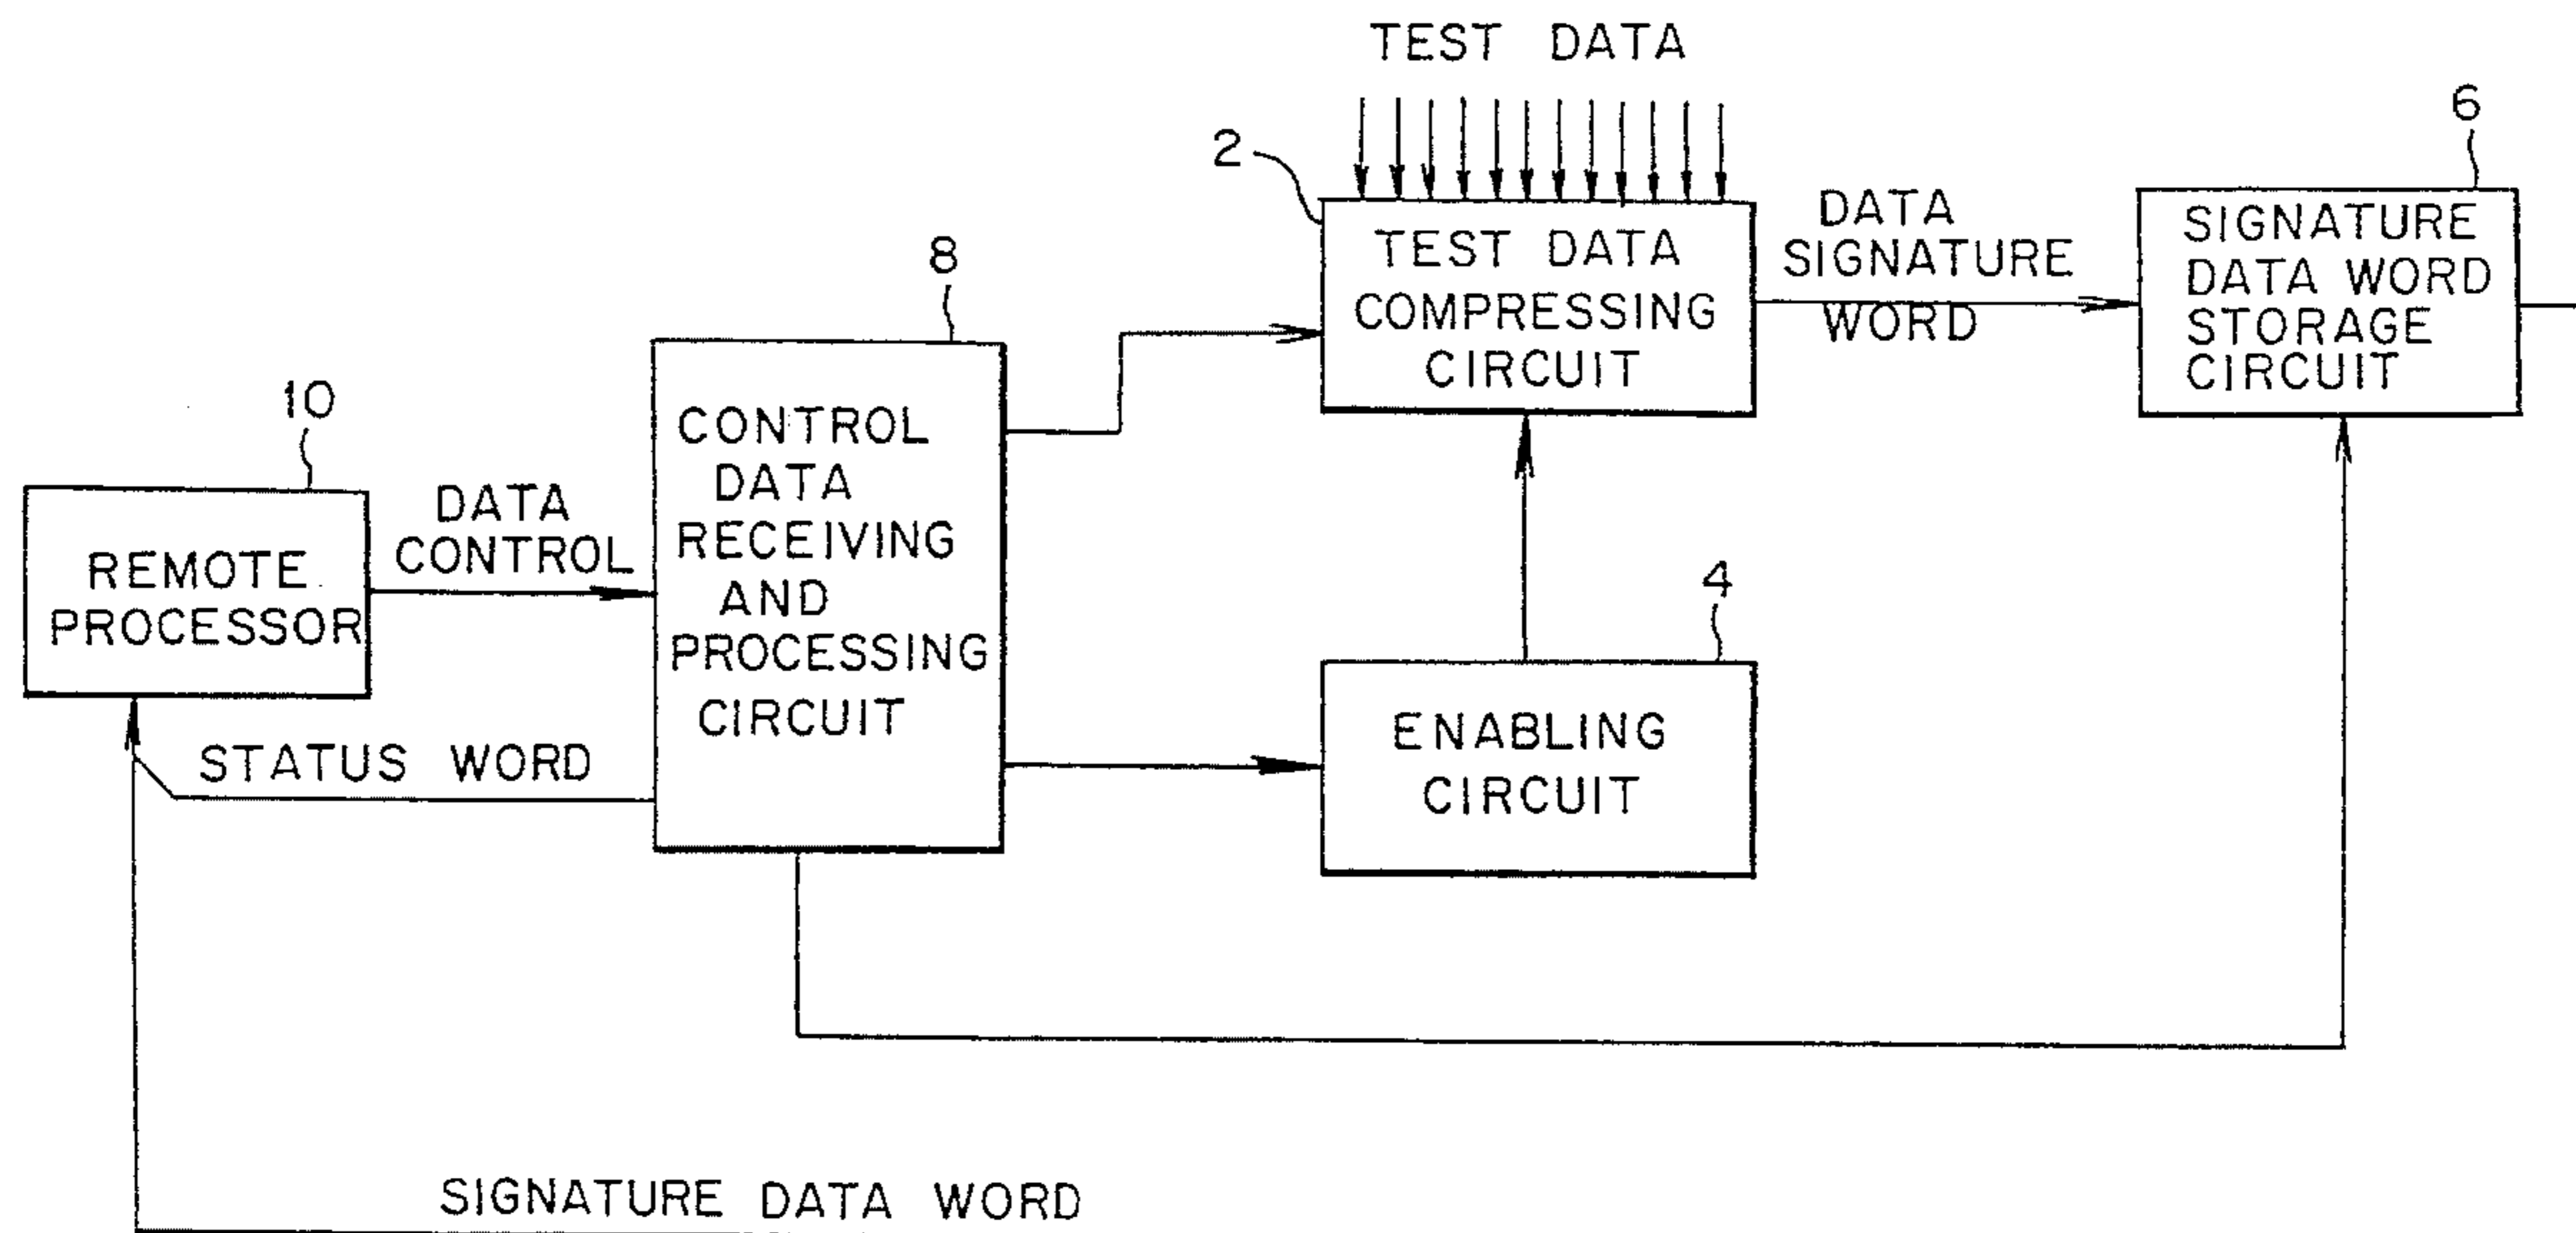 TEST DATA
2
6
TEST DATA
COMPRESSING
CIRCUIT
DATA
SIGNATURE
WORD
SIGNATURE
DATA WORD
STORAGE
CIRCUIT
8
CONTROL
DATA
RECEIVING
AND
PROCESSING
CIRCUIT
10
REMOTE
PROCESSOR
DATA
CONTROL
STATUS WORD
4
ENABLING
CIRCUIT
SIGNATURE DATA WORD